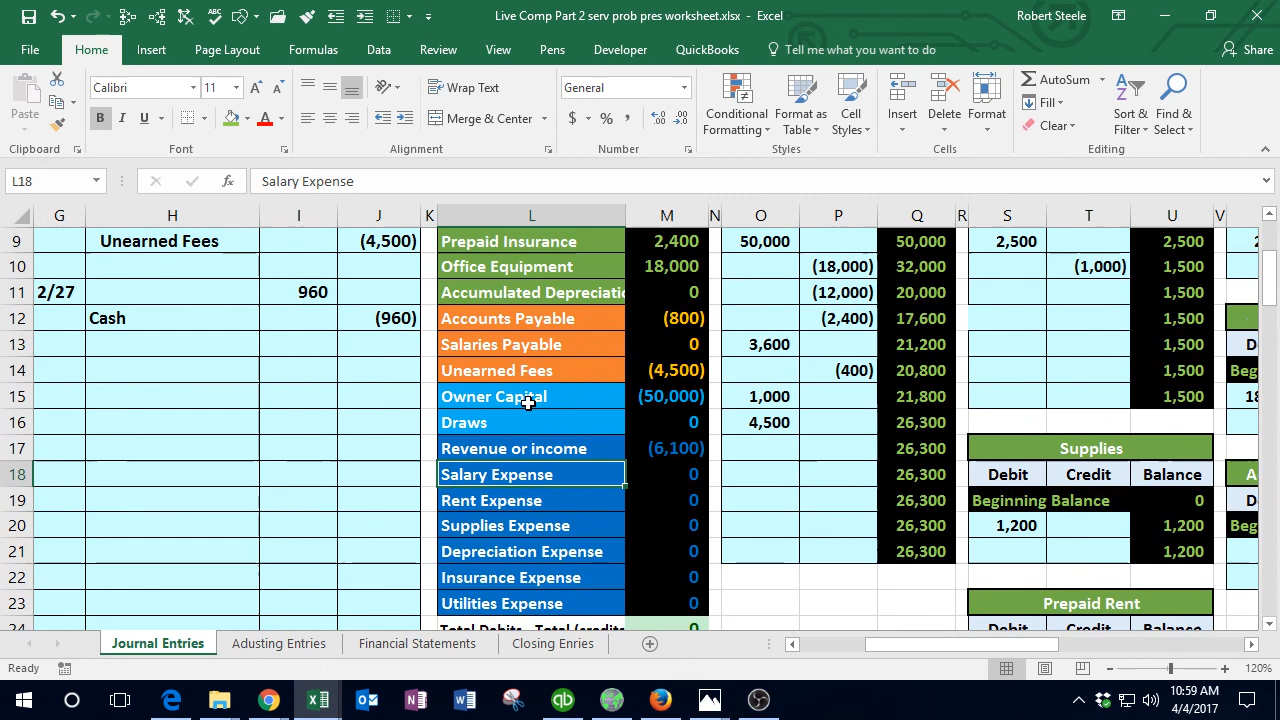 Live Comp Part 2 serv prob pres worksheet.xlsx - Excel
Robert Steele
File Home Insert Page Layout Formulas Data Review View Pens Developer QuickBooks Tell me what you want to do Share
Paste
Calibri 11
Wrap Text
Merge & Center
General
$ % ,
Conditional Formatting
Format as Table
Cell Styles
Insert
Delete
Format
AutoSum
Fill
Clear
Sort & Filter
Find & Select
Clipboard Font Alignment Number Styles Cells Editing
L18 fx Salary Expense
G H I J K L M N O P Q R S T U V
9 Unearned Fees (4,500) Prepaid Insurance 2,400 50,000 50,000 2,500 2,500
10 Office Equipment 18,000 (18,000) 32,000 (1,000) 1,500
11 2/27 960 Accumulated Depreciatio 0 (12,000) 20,000 1,500
12 Cash (960) Accounts Payable (800) (2,400) 17,600 1,500
13 Salaries Payable 0 3,600 21,200 1,500 D
14 Unearned Fees (4,500) (400) 20,800 1,500 Beg
15 Owner Capital (50,000) 1,000 21,800 1,500 18
16 Draws 0 4,500 26,300
17 Revenue or income (6,100) 26,300 Supplies
18 Salary Expense 0 26,300 Debit Credit Balance A
19 Rent Expense 0 26,300 Beginning Balance 0 D
20 Supplies Expense 0 26,300 1,200 1,200 Beg
21 Depreciation Expense 0 26,300 1,200
22 Insurance Expense 0
23 Utilities Expense 0 Prepaid Rent
24 Total Debits - Total (credits 0 Debit Credit Balance
Journal Entries Adusting Entries Financial Statements Closing Entries
Ready 120%
10:59 AM
4/4/2017